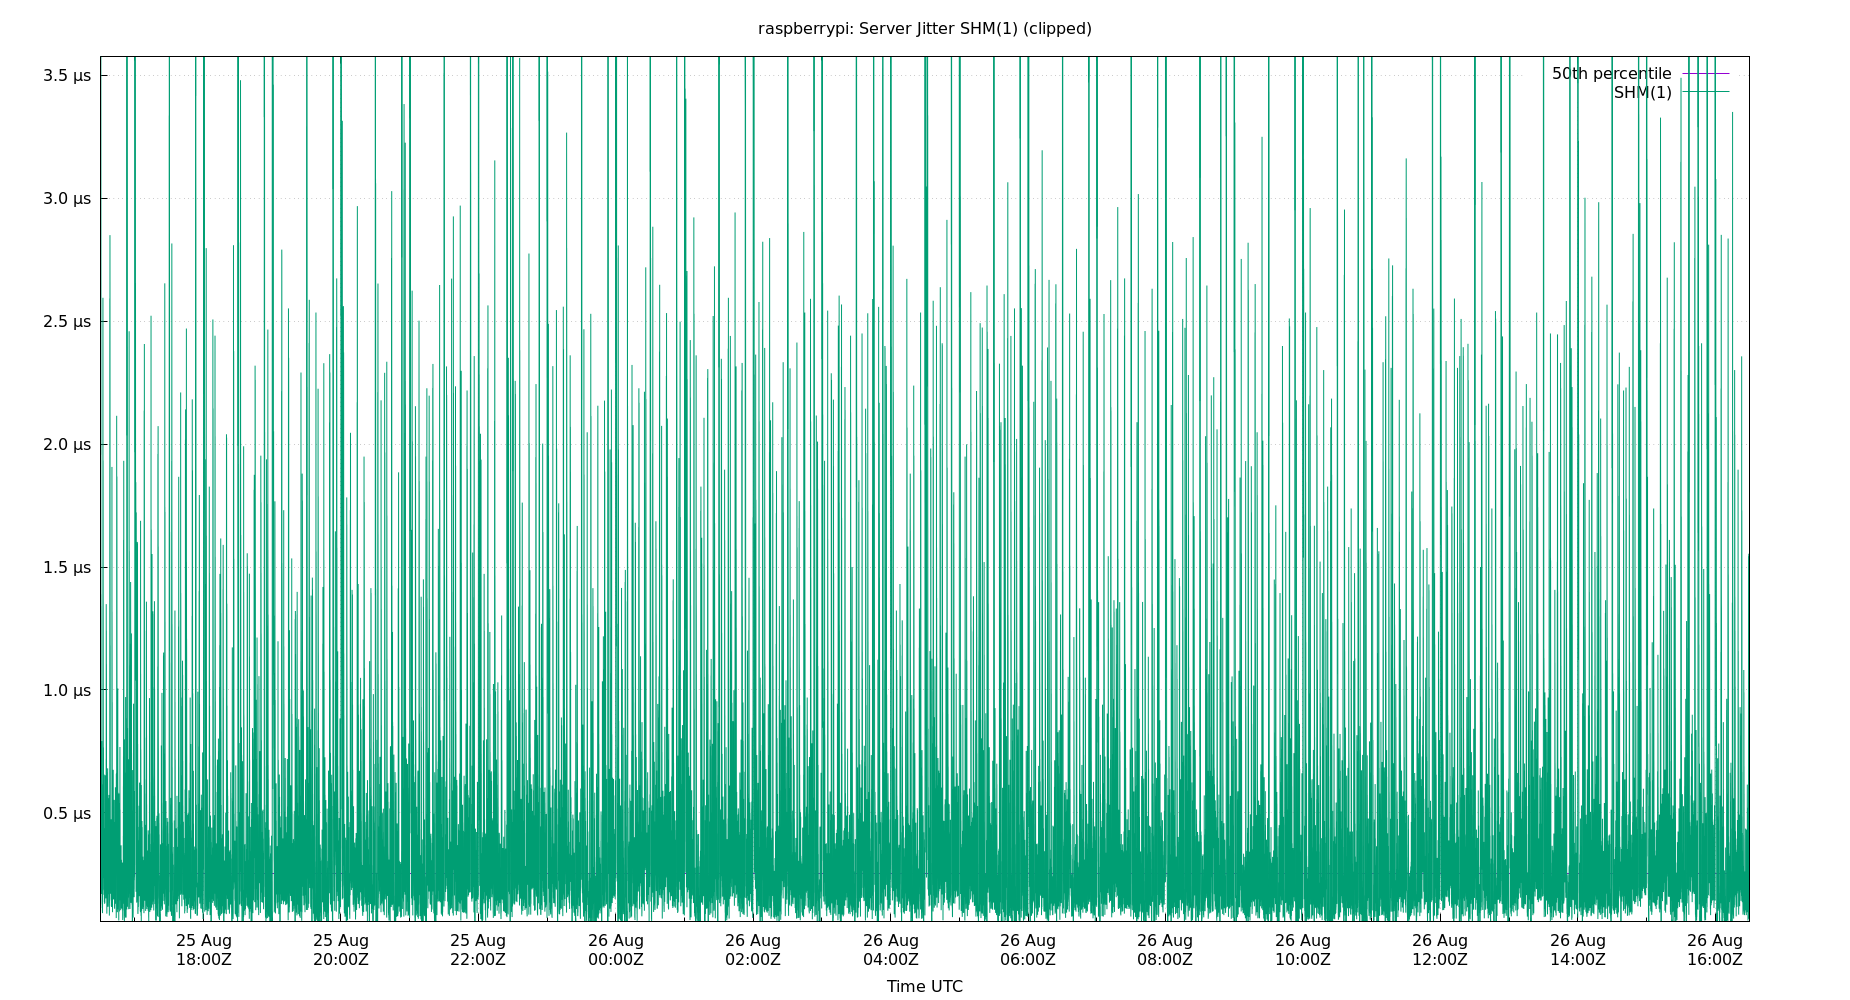 raspberrypi: Server Jitter SHM(1) (clipped)
3.5 µs
3.0 µs
2.5 µs
2.0 µs
1.5 µs
1.0 µs
0.5 µs
50th percentile
SHM(1)
25 Aug 25 Aug 25 Aug 26 Aug 26 Aug 26 Aug 26 Aug 26 Aug 26 Aug 26 Aug 26 Aug 26 Aug
18:00Z 20:00Z 22:00Z 00:00Z 02:00Z 04:00Z 06:00Z 08:00Z 10:00Z 12:00Z 14:00Z 16:00Z
Time UTC